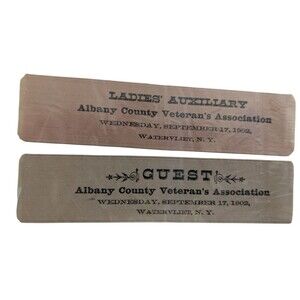 LADIES' AUXILIARY
Albany County Veteran's Association
WEDNESDAY, SEPTEMBER 17, 1902,
WATERVLIET, N. Y.
GUEST
Albany County Veteran's Association
WEDNESDAY, SEPTEMBER 17, 1902,
WATERVLIET, N. Y.